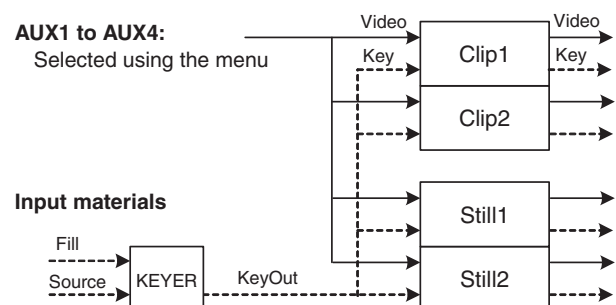 AUX1 to AUX4:
Selected using the menu
Video
Key
Clip1
Video
Key
Clip2
Input materials
Still1
Fill
Source
KEYER
KeyOut
Still2